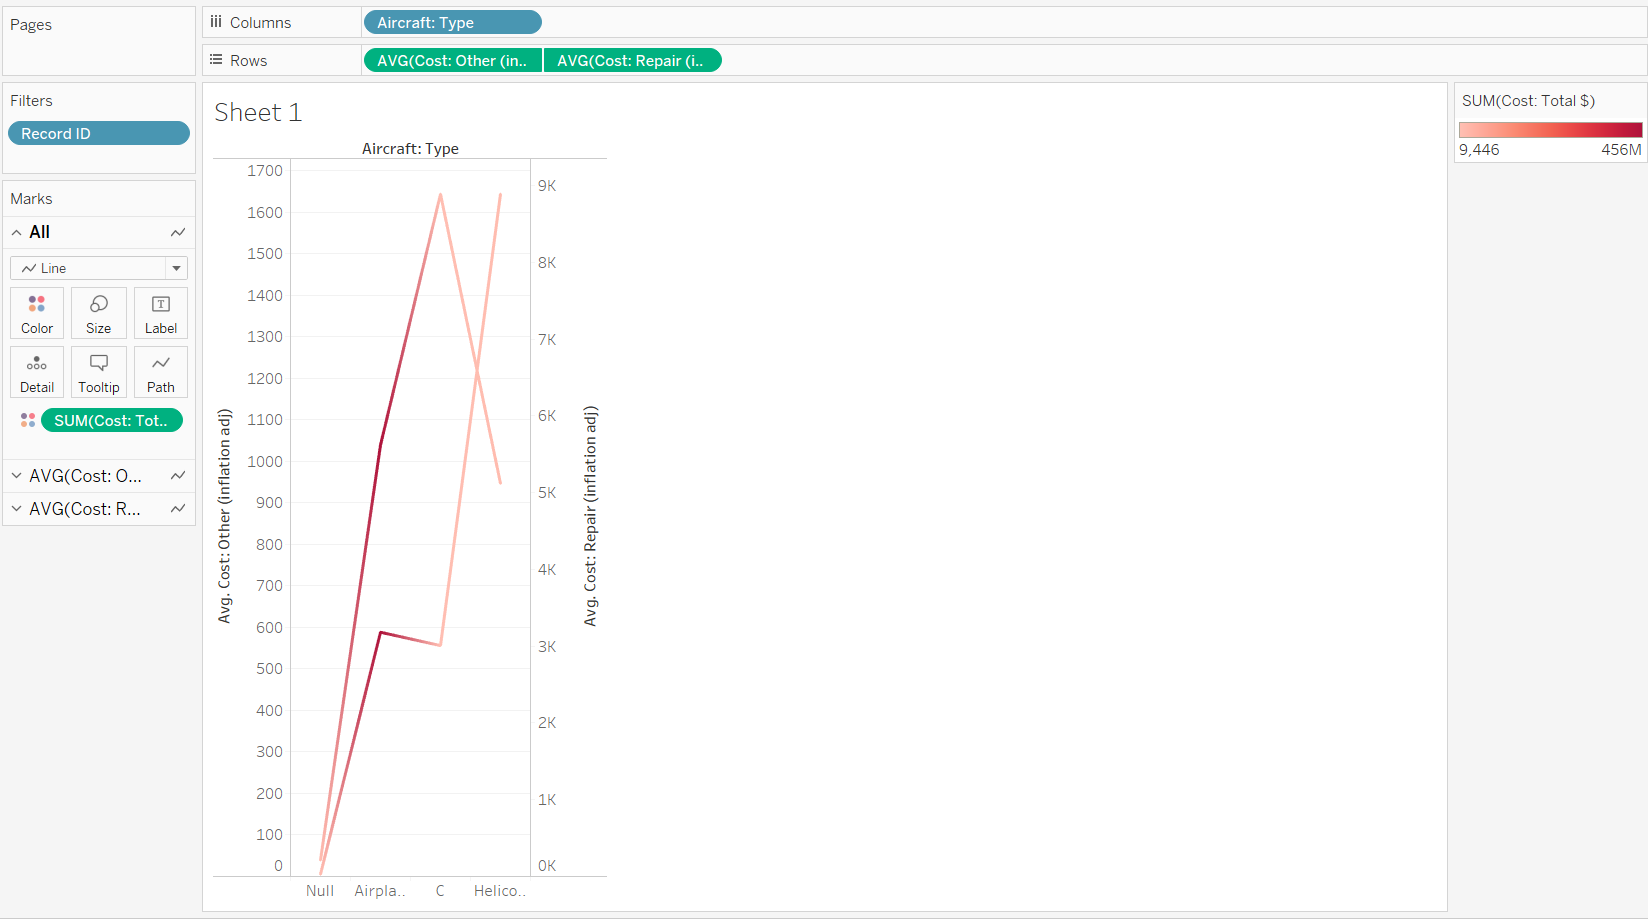 Pages
Columns
Aircraft: Type
Rows
AVG(Cost: Other (in..
AVG(Cost: Repair (i..
Filters
Record ID
Marks
All
Line
Color
Size
Label
Detail
Tooltip
Path
SUM(Cost: Tot..
AVG(Cost: O...
AVG(Cost: R...
Sheet 1
Aircraft: Type
Avg. Cost: Other (inflation adj)
1700
1600
1500
1400
1300
1200
1100
1000
900
800
700
600
500
400
300
200
100
0
9K
8K
7K
6K
5K
4K
3K
2K
1K
0K
Avg. Cost: Repair (inflation adj)
Null Airpla.. C Helico..
SUM(Cost: Total $)
9,446 456M